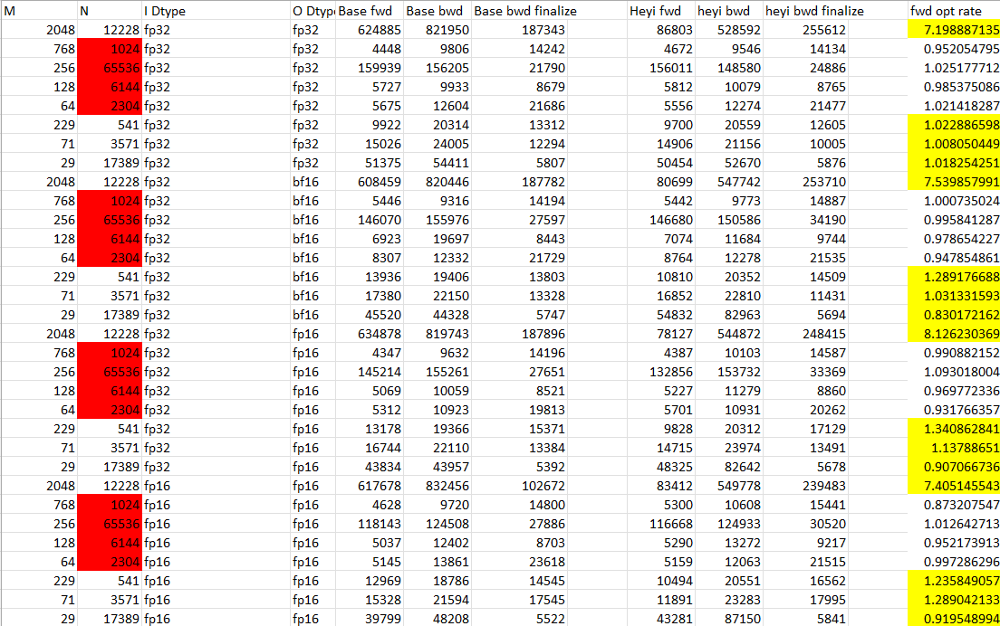 M N I Dtype O Dtyp Base fwd Base bwd Base bwd finalize Heyi fwd heyi bwd heyi bwd finalize fwd opt rate
2048 12228 fp32 fp32 624885 821950 187343 86803 528592 255612 7.198887135
768 1024 fp32 fp32 4448 9806 14242 4672 9546 14134 0.952054795
256 65536 fp32 fp32 159939 156205 21790 156011 148580 24886 1.025177712
128 6144 fp32 fp32 5727 9933 8679 5812 10079 8765 0.985375086
64 2304 fp32 fp32 5675 12604 21686 5556 12274 21477 1.021418287
229 541 fp32 fp32 9922 20314 13312 9700 20559 12605 1.022886598
71 3571 fp32 fp32 15026 24005 12294 14906 21156 10005 1.008050449
29 17389 fp32 fp32 51375 54411 5807 50454 52670 5876 1.018254251
2048 12228 fp32 bf16 608459 820446 187782 80699 547742 253710 7.539857991
768 1024 fp32 bf16 5446 9316 14194 5442 9773 14887 1.000735024
256 65536 fp32 bf16 146070 155976 27597 146680 150586 34190 0.995841287
128 6144 fp32 bf16 6923 19697 8443 7074 11684 9744 0.978654227
64 2304 fp32 bf16 8307 12332 21729 8764 12278 21535 0.947854861
229 541 fp32 bf16 13936 19406 13803 10810 20352 14509 1.289176688
71 3571 fp32 bf16 17380 22150 13328 16852 22810 11431 1.031331593
29 17389 fp32 bf16 45520 44328 5747 54832 82963 5694 0.830172162
2048 12228 fp32 fp16 634878 819743 187896 78127 544872 248415 8.126230369
768 1024 fp32 fp16 4347 9632 14196 4387 10103 14587 0.990882152
256 65536 fp32 fp16 145214 155261 27651 132856 153732 33369 1.093018004
128 6144 fp32 fp16 5069 10059 8521 5227 11279 8860 0.969772336
64 2304 fp32 fp16 5312 10923 19813 5701 10931 20262 0.931766357
229 541 fp32 fp16 13178 19366 15371 9828 20312 17129 1.340862841
71 3571 fp32 fp16 16744 22110 13384 14715 23974 13491 1.13788651
29 17389 fp32 fp16 43834 43957 5392 48325 82642 5678 0.907066736
2048 12228 fp16 fp16 617678 832456 102672 83412 549778 239483 7.405145543
768 1024 fp16 fp16 4628 9720 14800 5300 10608 15441 0.873207547
256 65536 fp16 fp16 118143 124508 27886 116668 124933 30520 1.012642713
128 6144 fp16 fp16 5037 12402 8703 5290 13272 9217 0.952173913
64 2304 fp16 fp16 5145 13861 23618 5159 12063 21515 0.997286296
229 541 fp16 fp16 12969 18786 14545 10494 20551 16562 1.235849057
71 3571 fp16 fp16 15328 21594 17545 11891 23283 17995 1.289042133
29 17389 fp16 fp16 39799 48208 5522 43281 87150 5841 0.919548994